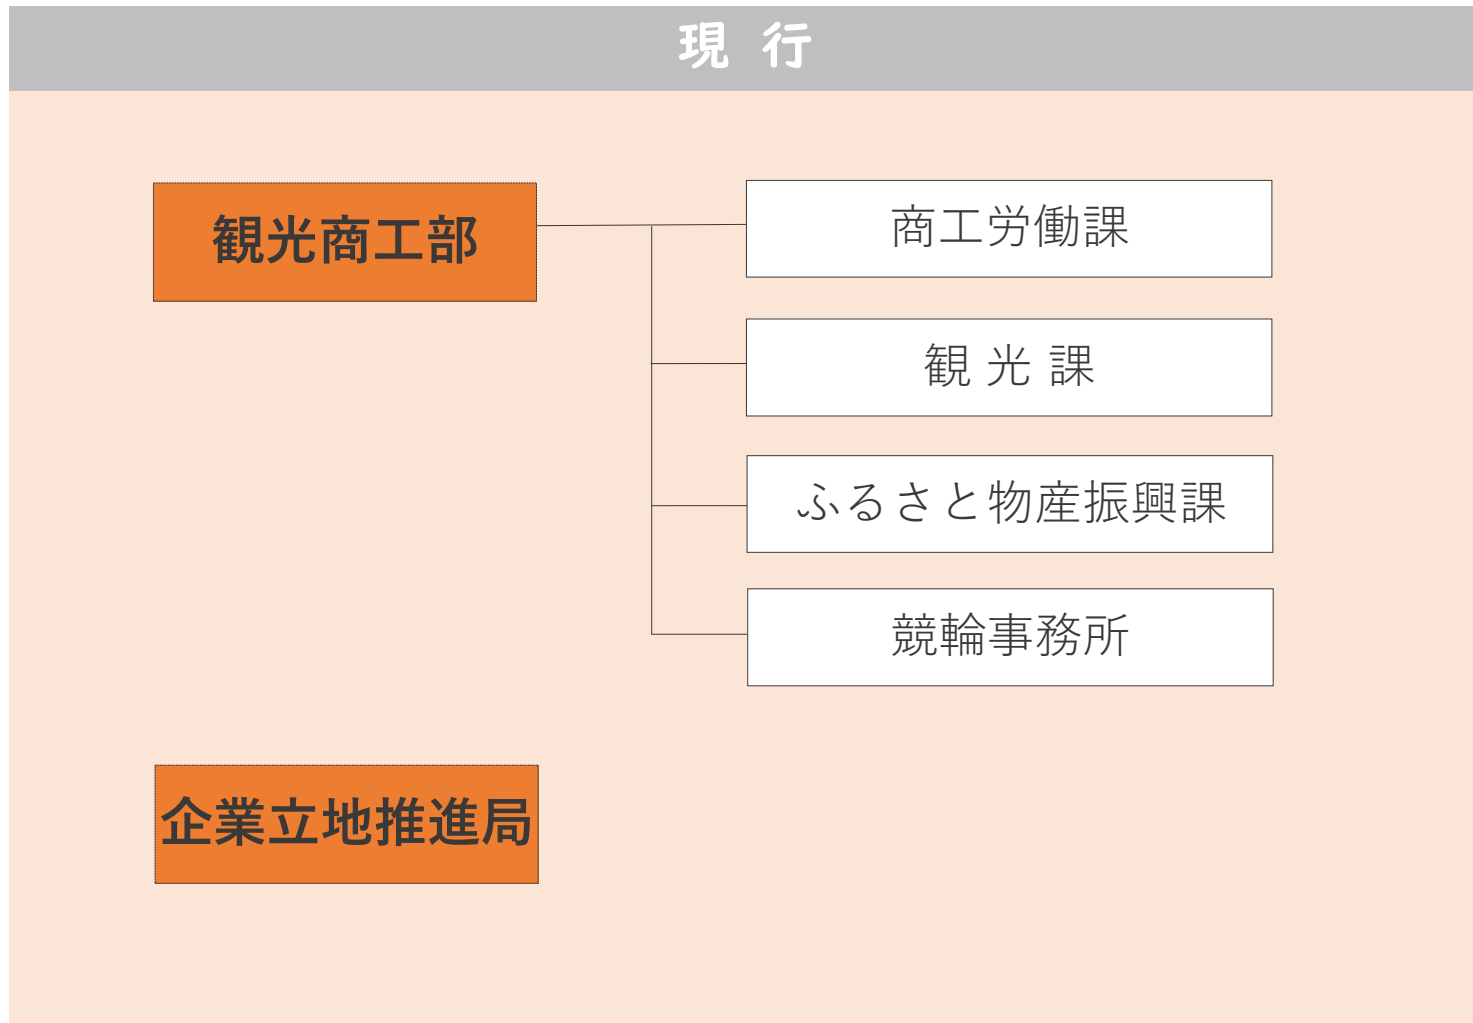 現 行
観光商工部
商工労働課
観 光 課
ふるさと物産振興課
競輪事務所
企業立地推進局